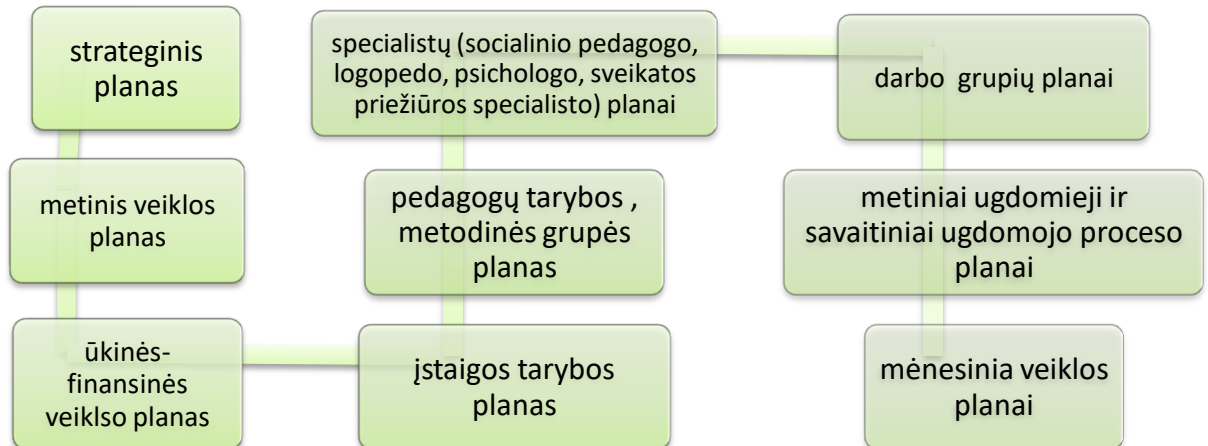 strateginis
planas
metinis veiklos
planas
ūkinės-
finansinės
veiklso planas
įstaigos tarybos
planas
pedagogų tarybos ,
metodinės grupės
planas
specialistų (socialinio pedagogo,
logopedo, psichologo, sveikatos
priežiūros specialisto) planai
darbo grupių planai
metiniai ugdomieji ir
savaitiniai ugdomojo proceso
planai
mėnesinia veiklos
planai